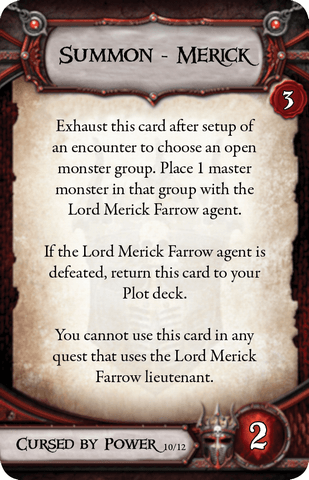 Summon - Merick
3
Exhaust this card after setup of
an encounter to choose an open
monster group. Place 1 master
monster in that group with the
Lord Merick Farrow agent.
If the Lord Merick Farrow agent is
defeated, return this card to your
Plot deck.
You cannot use this card in any
quest that uses the Lord Merick
Farrow lieutenant.
Cursed by Power 10/12
2